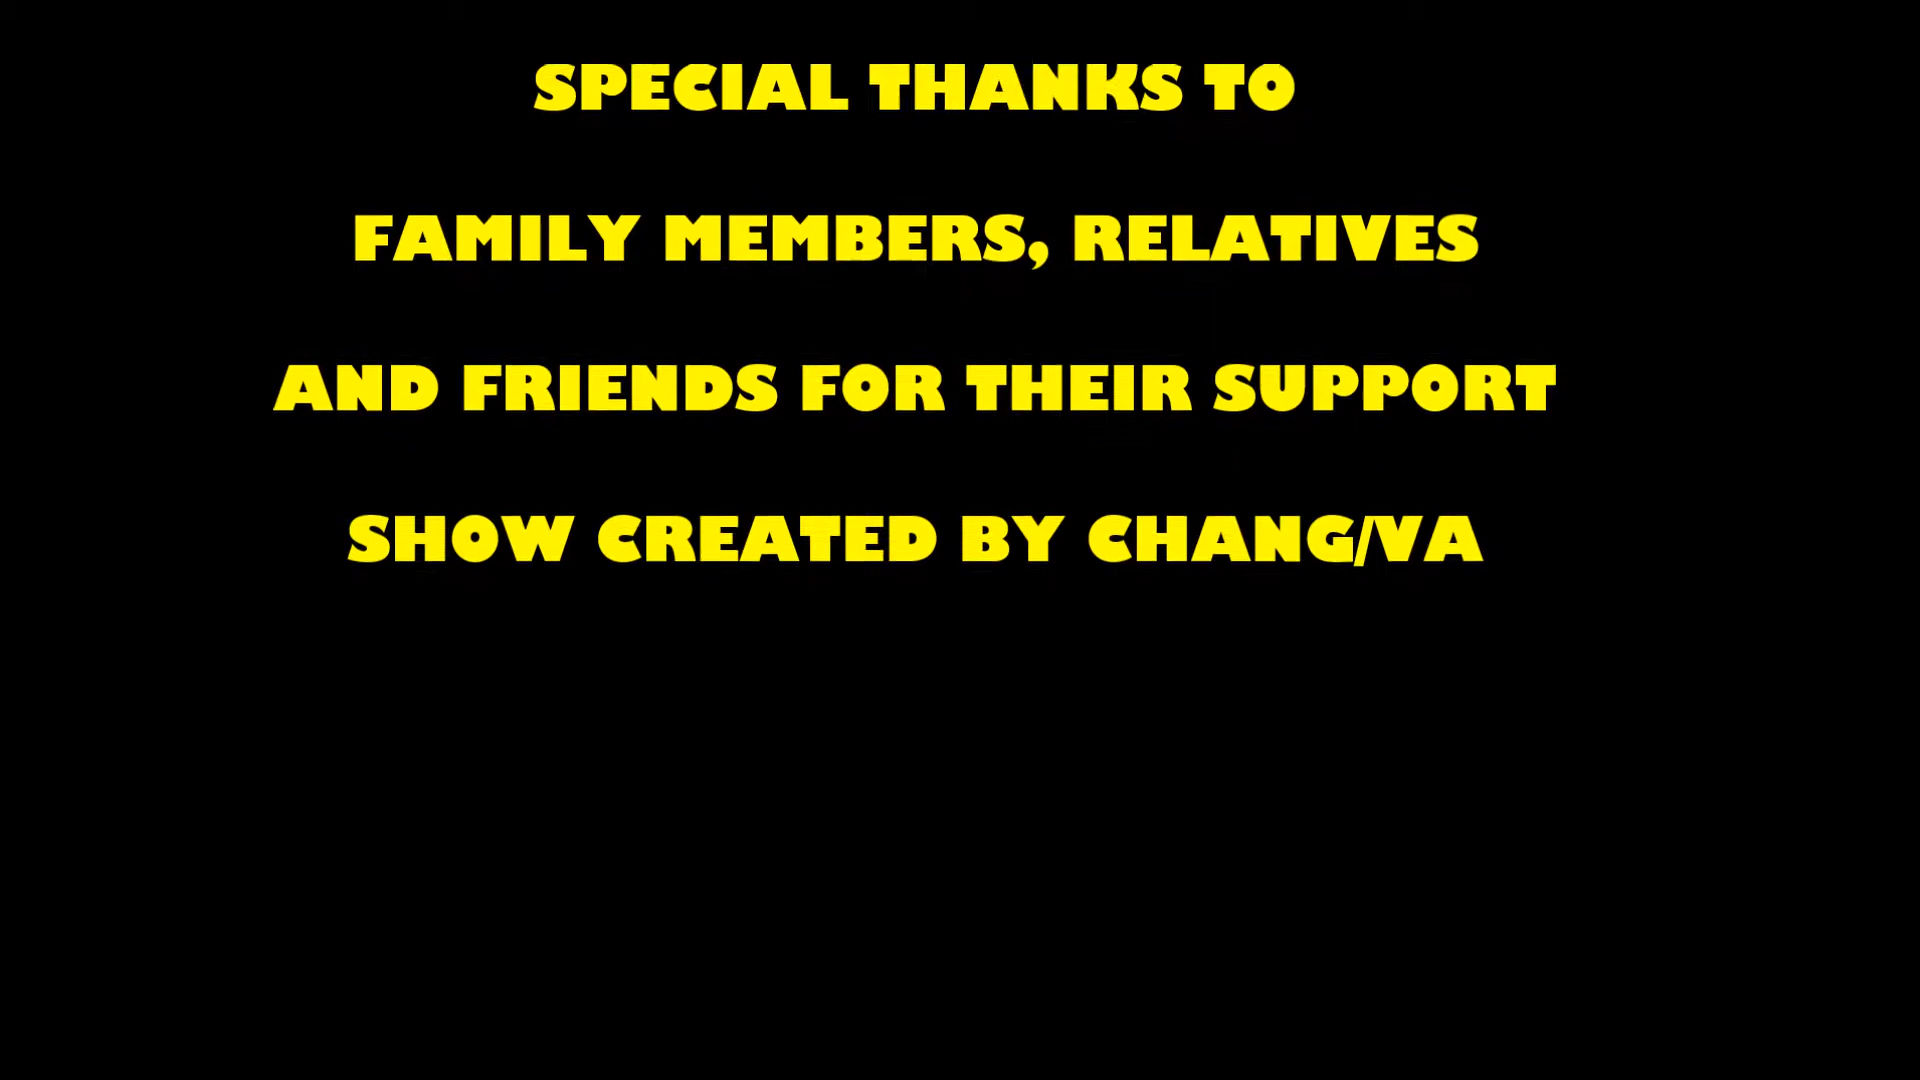 SPECIAL THANKS TO
FAMILY MEMBERS, RELATIVES
AND FRIENDS FOR THEIR SUPPORT
SHOW CREATED BY CHANG/VA